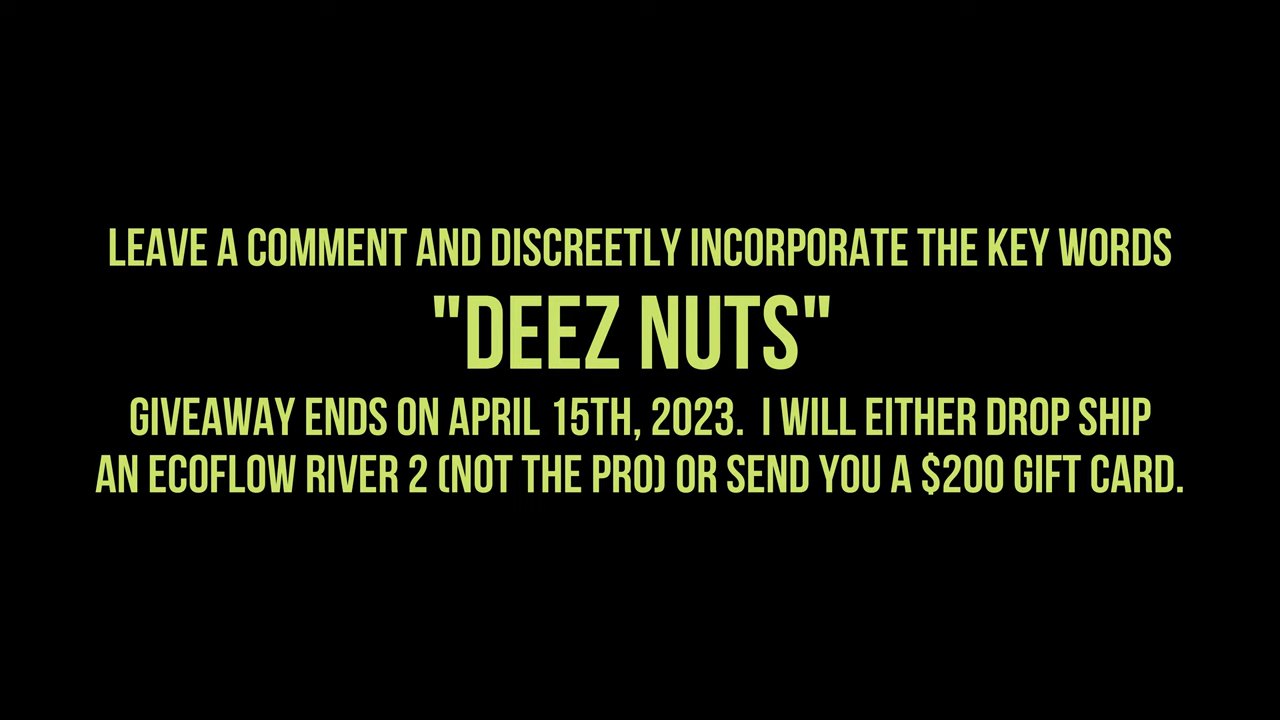 LEAVE A COMMENT AND DISCREETLY INCORPORATE THE KEY WORDS
"DEEZ NUTS"
GIVEAWAY ENDS ON APRIL 15TH, 2023.  I WILL EITHER DROP SHIP
AN ECOFLOW RIVER 2 (NOT THE PRO) OR SEND YOU A $200 GIFT CARD.